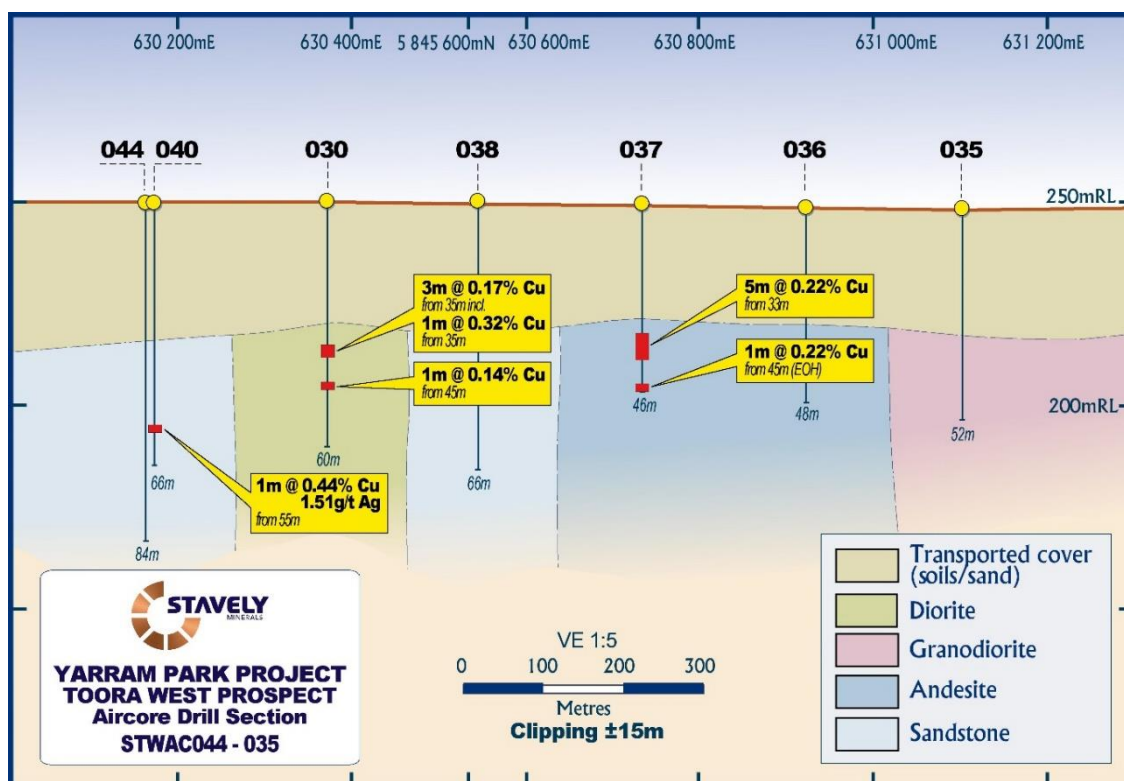 630 200mE 630 400mE 5 845 600mN 630 600mE 630 800mE 631 000mE 631 200mE
044 040 030 038 037 036 035
250mRL
3m @ 0.17% Cu
from 35m incl.
1m @ 0.32% Cu
from 35m
5m @ 0.22% Cu
from 33m
1m @ 0.14% Cu
from 45m
1m @ 0.22% Cu
from 45m (EOH)
46m
48m
200mRL
52m
60m
66m
66m
1m @ 0.44% Cu
1.51g/t Ag
from 55m
84m
STAVELY
MINERALS
YARRAM PARK PROJECT
TOORA WEST PROSPECT
Aircore Drill Section
STWAC044 - 035
VE 1:5
0 100 200 300
Metres
Clipping ±15m
Transported cover
(soils/sand)
Diorite
Granodiorite
Andesite
Sandstone